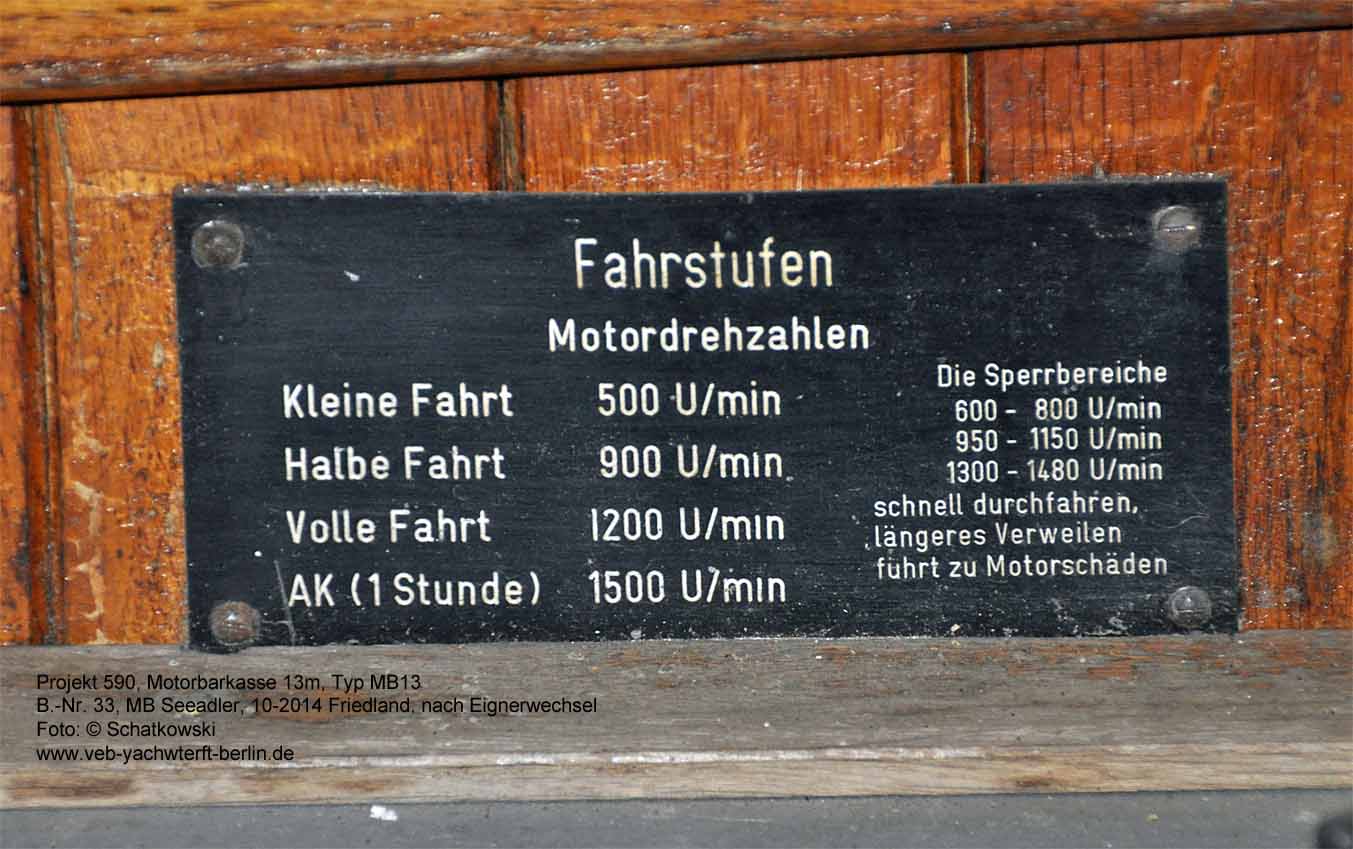 Fahrstufen
Motordrehzahlen
Kleine Fahrt 500 U/min
Halbe Fahrt 900 U/min
Volle Fahrt 1200 U/min
AK (1 Stunde) 1500 U/min
Die Sperrbereiche
600 - 800 U/min
950 - 1150 U/min
1300 - 1480 U/min
schnell durchfahren,
längeres Verweilen
führt zu Motorschäden
Projekt 590, Motorbarkasse 13m, Typ MB13
B.-Nr. 33, MB Seeadler, 10-2014 Friedland, nach Eignerwechsel
Foto: © Schatkowski
www.veb-yachwterft-berlin.de